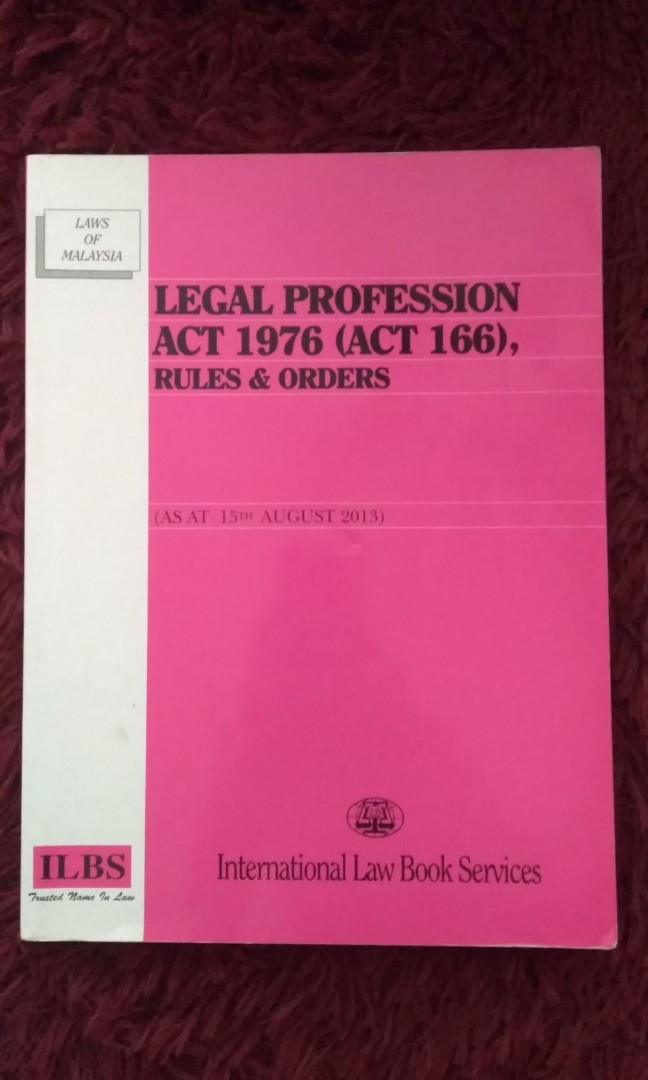 LAWS
OF
MALAYSIA
LEGAL PROFESSION
ACT 1976 (ACT 166),
RULES & ORDERS
(AS AT 15TH AUGUST 2013)
ILBS
Trusted Name In Law
International Law Book Services